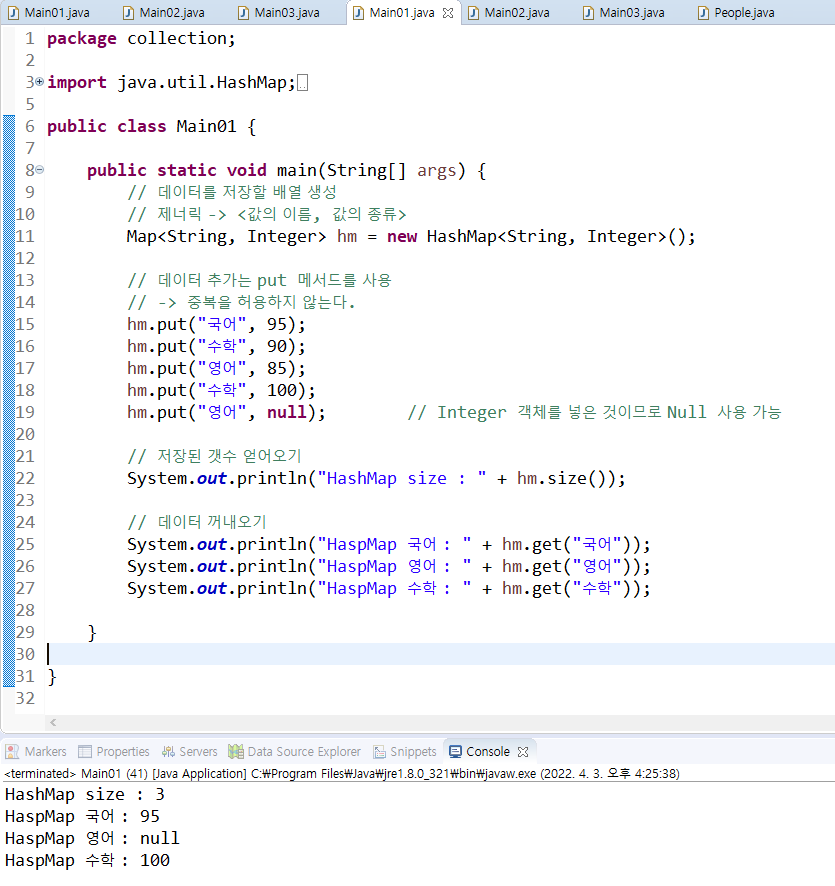 Main01.java Main02.java Main03.java Main01.java Main02.java Main03.java People.java
1 package collection;
2
3 import java.util.HashMap;
5
6 public class Main01 {
7
8 public static void main(String[] args) {
9 // 데이터를 저장할 배열 생성
10 // 제너릭 -> <값의 이름, 값의 종류>
11 Map<String, Integer> hm = new HashMap<String, Integer>();
12
13 // 데이터 추가는 put 메서드를 사용
14 // -> 중복을 허용하지 않는다.
15 hm.put("국어", 95);
16 hm.put("수학", 90);
17 hm.put("영어", 85);
18 hm.put("수학", 100);
19 hm.put("영어", null); // Integer 객체를 넣은 것이므로 Null 사용 가능
20
21 // 저장된 갯수 얻어오기
22 System.out.println("HashMap size : " + hm.size());
23
24 // 데이터 꺼내오기
25 System.out.println("HaspMap 국어 : " + hm.get("국어"));
26 System.out.println("HaspMap 영어 : " + hm.get("영어"));
27 System.out.println("HaspMap 수학 : " + hm.get("수학"));
28
29 }
30
31 }
32
Markers Properties Servers Data Source Explorer Snippets Console
<terminated> Main01 (41) [Java Application] C:₩Program Files₩Java₩jre1.8.0_321₩bin₩javaw.exe (2022. 4. 3. 오후 4:25:38)
HashMap size : 3
HaspMap 국어 : 95
HaspMap 영어 : null
HaspMap 수학 : 100